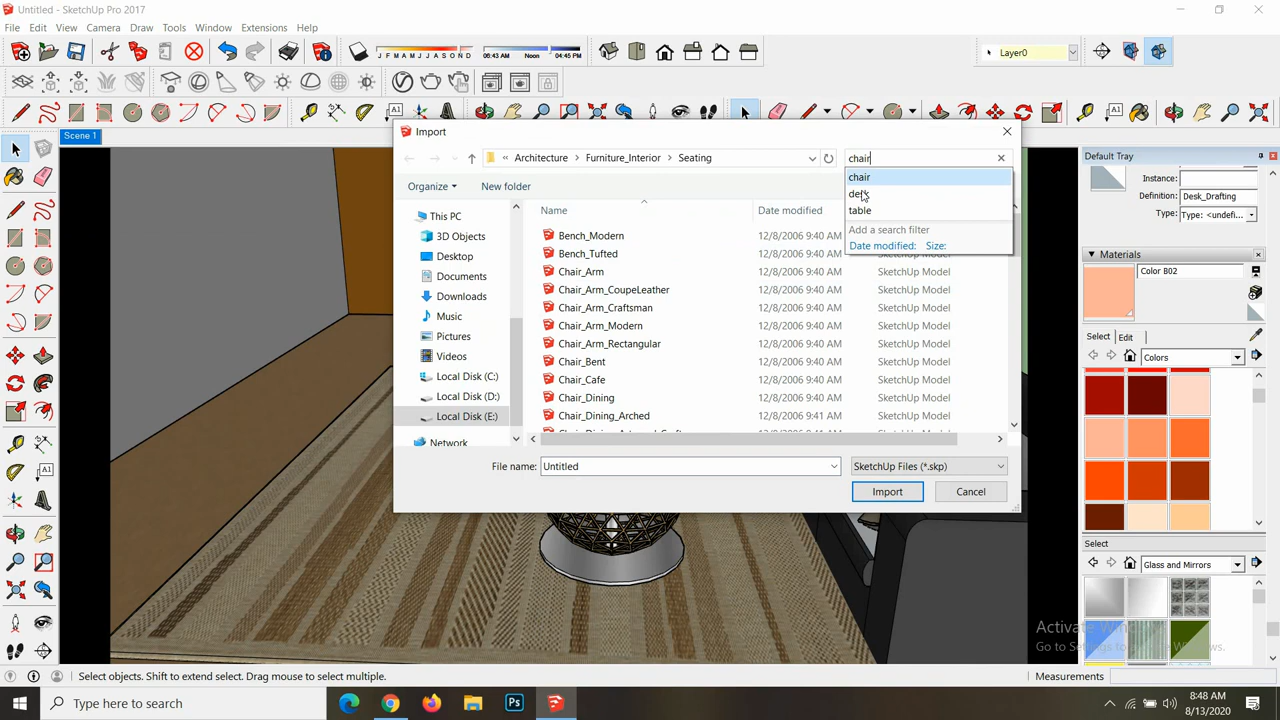 Untitled - SketchUp Pro 2017
File Edit View Camera Draw Tools Window Help Extensions
J F M A M J J A S O N D
06:43 AM Noon 04:45 PM
Layer0
Scene 1
Import
« Architecture > Furniture_Interior > Seating
chair
Organize New folder
chair
desk
table
Add a search filter
Date modified: Size:
This PC
3D Objects
Desktop
Documents
Downloads
Music
Pictures
Videos
Local Disk (C:)
Local Disk (D:)
Local Disk (E:)
Network
Name Date modified
Bench_Modern 12/8/2006 9:40 AM
Bench_Tufted 12/8/2006 9:40 AM SketchUp Model
Chair_Arm 12/8/2006 9:40 AM SketchUp Model
Chair_Arm_CoupeLeather 12/8/2006 9:40 AM SketchUp Model
Chair_Arm_Craftsman 12/8/2006 9:40 AM SketchUp Model
Chair_Arm_Modern 12/8/2006 9:40 AM SketchUp Model
Chair_Arm_Rectangular 12/8/2006 9:40 AM SketchUp Model
Chair_Bent 12/8/2006 9:40 AM SketchUp Model
Chair_Cafe 12/8/2006 9:40 AM SketchUp Model
Chair_Dining 12/8/2006 9:40 AM SketchUp Model
Chair_Dining_Arched 12/8/2006 9:41 AM SketchUp Model
File name: Untitled SketchUp Files (*.skp)
Import Cancel
Default Tray
Instance:
Definition: Desk_Drafting
Type: Type: <undefi...
Materials
Color B02
Select Edit
Colors
Select
Glass and Mirrors
Activate Win
Go to Settings to activate Windows.
Select objects. Shift to extend select. Drag mouse to select multiple.
Measurements
Type here to search
8:48 AM
8/13/2020